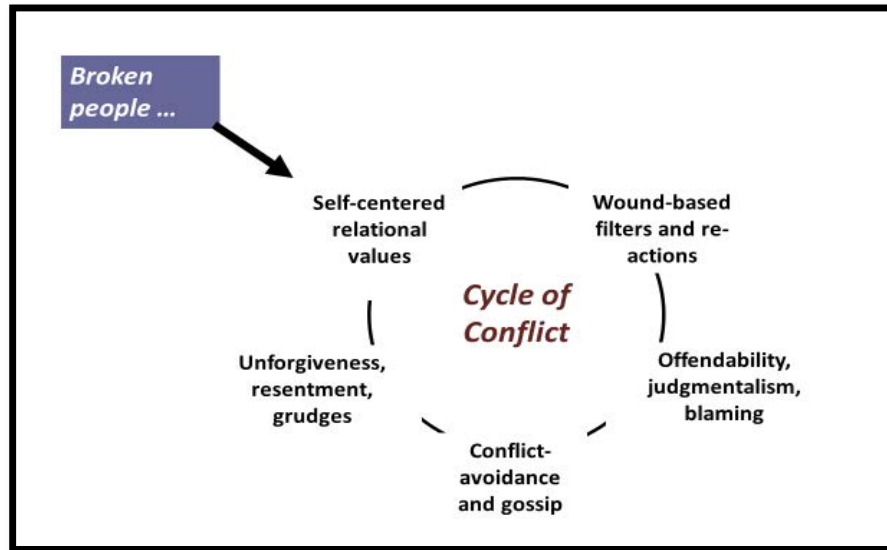 Broken
people …
Self-centered
relational
values
Wound-based
filters and re-
actions
Cycle of
Conflict
Unforgiveness,
resentment,
grudges
Offendability,
judgmentalism,
blaming
Conflict-
avoidance
and gossip